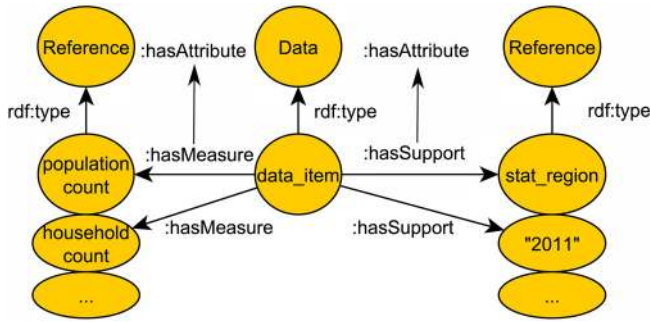 Reference
:hasAttribute
Data
:hasAttribute
Reference
rdf:type
rdf:type
rdf:type
population
count
:hasMeasure
data_item
:hasSupport
stat_region
household
count
:hasMeasure
:hasSupport
"2011"
...
...